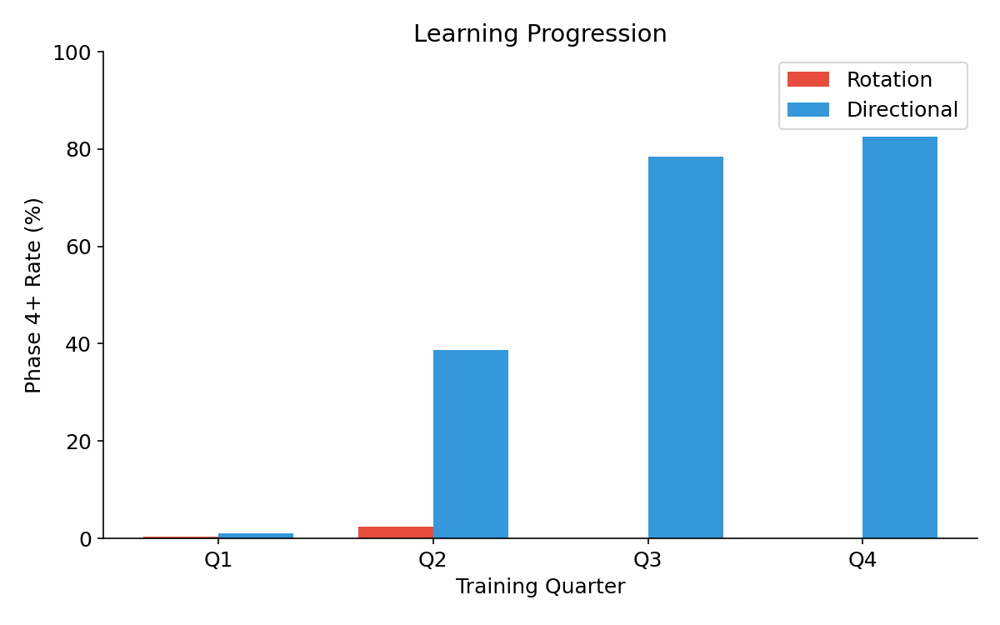 Learning Progression
100
80
60
40
20
0
Phase 4+ Rate (%)
Rotation
Directional
Q1 Q2 Q3 Q4
Training Quarter